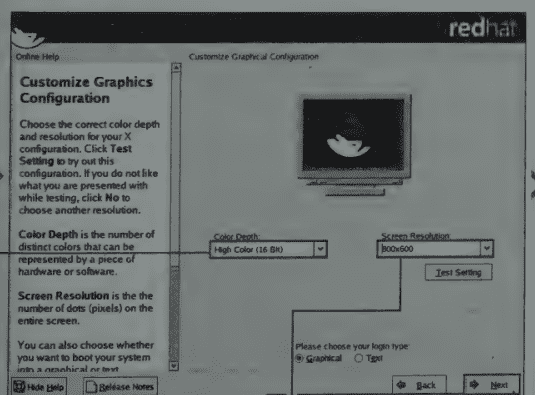 redhat
Online Help
Customize Graphical Configuration
Customize Graphics
Configuration
Choose the correct color depth
and resolution for your X
configuration. Click Test
Setting to try out this
configuration. If you do not like
what you are presented with
while testing, click No to
choose another resolution.
Color Depth is the number of
distinct colors that can be
represented by a piece of
hardware or software.
Screen Resolution is the the
number of dots (pixels) on the
entire screen.
You can also choose whether
you want to boot your system
into a graphical or text
Color Depth:
High Color (16 Bit)
Screen Resolution:
800x600
Test Setting
Please choose your login type:
Graphical
Text
Hide Help
Release Notes
Back
Next